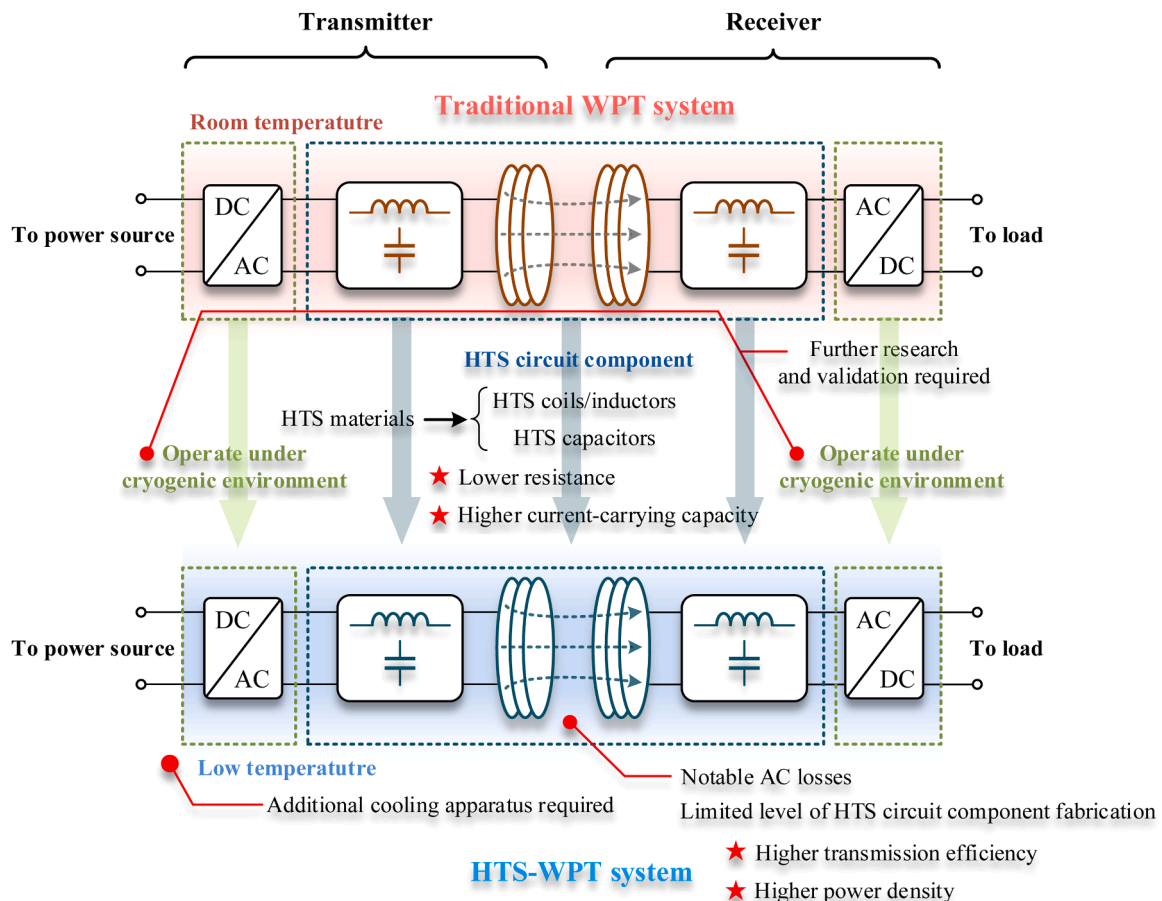 Transmitter
Receiver
Traditional WPT system
Room temperatutre
DC
AC
AC
DC
To power source
To load
HTS circuit component
Further research
and validation required
HTS materials
HTS coils/inductors
HTS capacitors
Operate under
cryogenic environment
Operate under
cryogenic environment
Lower resistance
Higher current-carrying capacity
DC
AC
AC
DC
To power source
To load
Low temperatutre
Additional cooling apparatus required
Notable AC losses
Limited level of HTS circuit component fabrication
Higher transmission efficiency
HTS-WPT system
Higher power density